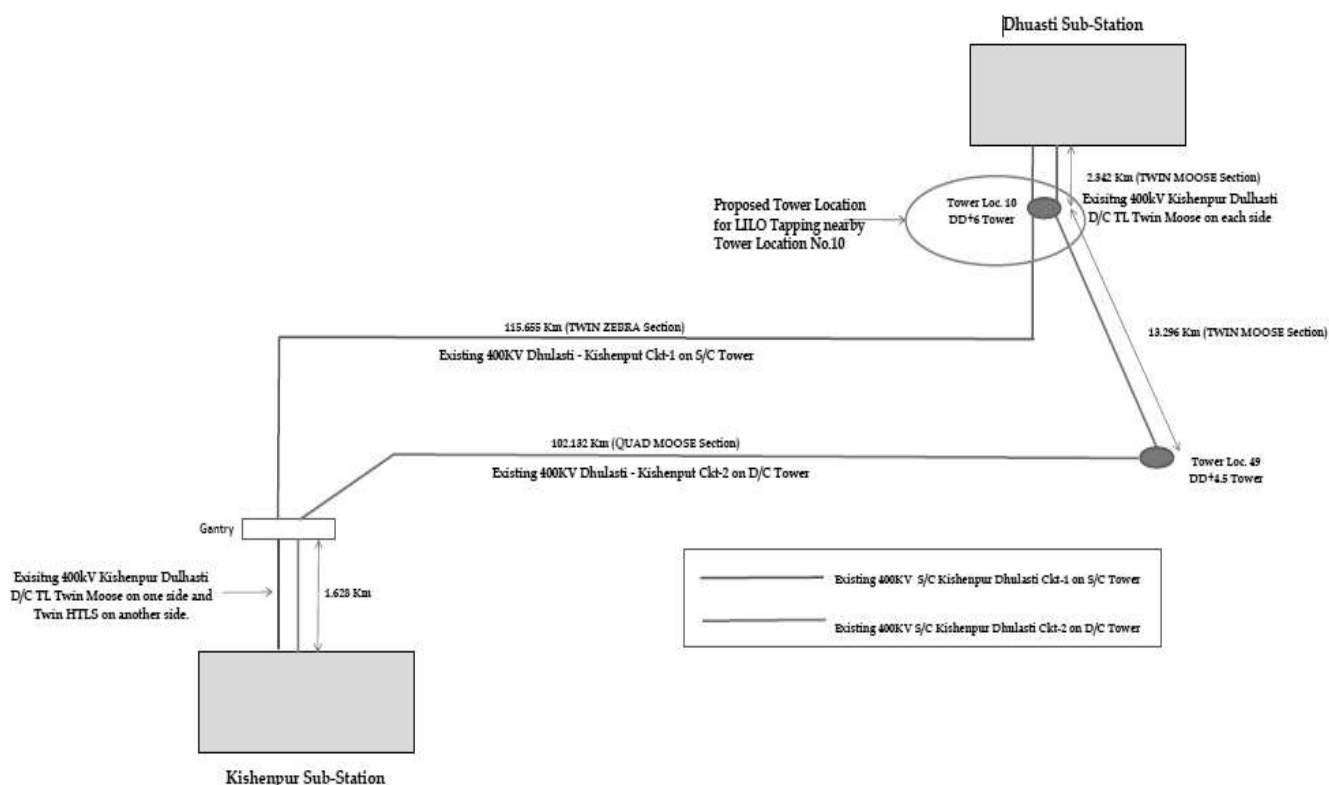 Dhuasti Sub-Station
2.342 Km (TWIN MOOSE Section)
Exisitng 400kV Kishenpur Dulhasti
D/C TL Twin Moose on each side
Proposed Tower Location
for LILO Tapping nearby
Tower Location No.10
Tower Loc. 10
DD+6 Tower
13.296 Km (TWIN MOOSE Section)
115.655 Km (TWIN ZEBRA Section)
Existing 400KV Dhulasti - Kishenput Ckt-1 on S/C Tower
102.132 Km (QUAD MOOSE Section)
Existing 400KV Dhulasti - Kishenput Ckt-2 on D/C Tower
Tower Loc. 49
DD+4.5 Tower
Gantry
Exisitng 400kV Kishenpur Dulhasti
D/C TL Twin Moose on one side and
Twin HTLS on another side.
1.628 Km
Existing 400KV S/C Kishenpur Dhulasti Ckt-1 on S/C Tower
Existing 400KV S/C Kishenpur Dhulasti Ckt-2 on D/C Tower
Kishenpur Sub-Station